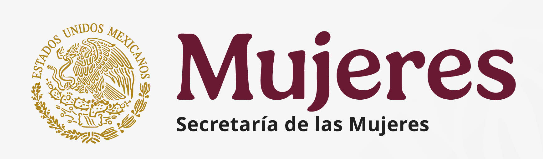 ESTADOS UNIDOS MEXICANOS
Mujeres
Secretaría de las Mujeres